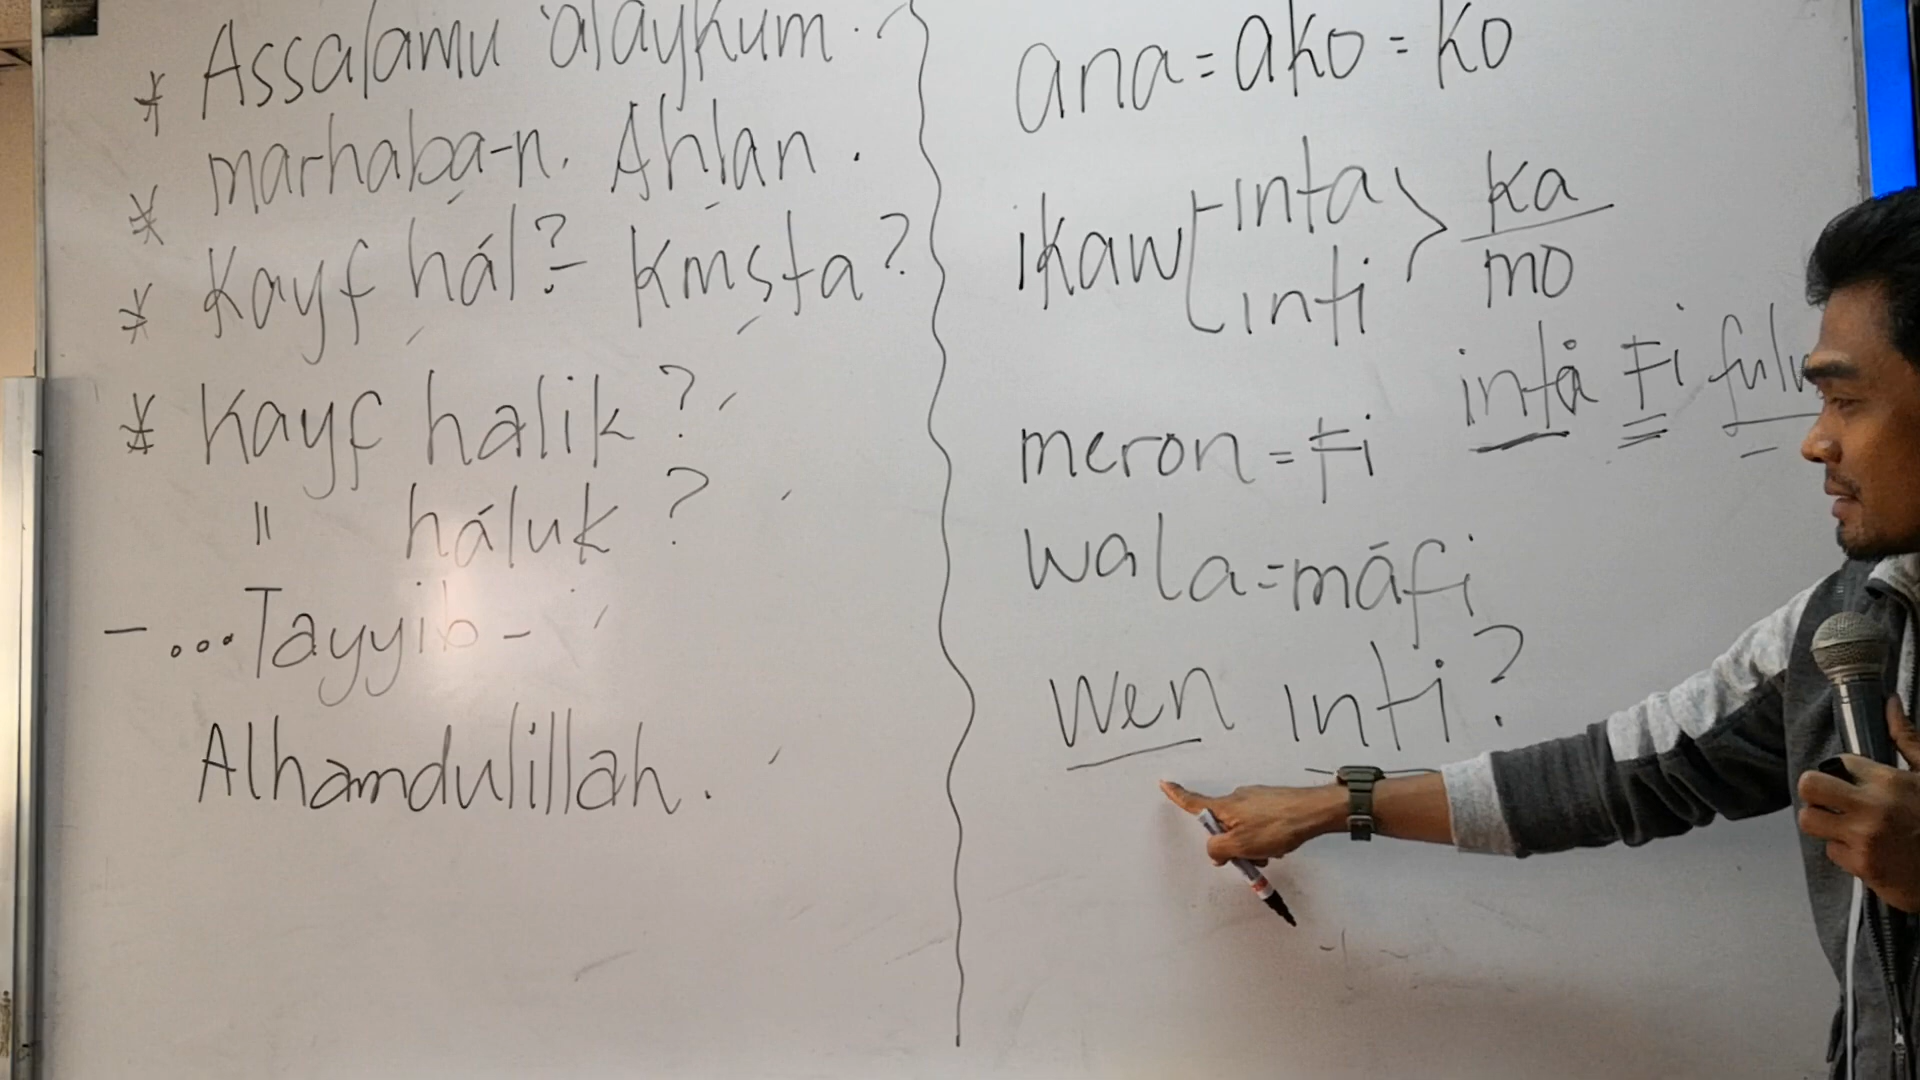 * Assalamu 'alaykum.
marhaba-n. Ahlan.
* Kayf hál? - Kmsta?
* Kayf halik?
" háluk?
- ...Tayyib -
Alhamdulillah.
ana = ako = ko
ikaw inta inti > ka mo
inta Fi
meron = Fi
wala = māfi
wen inti?